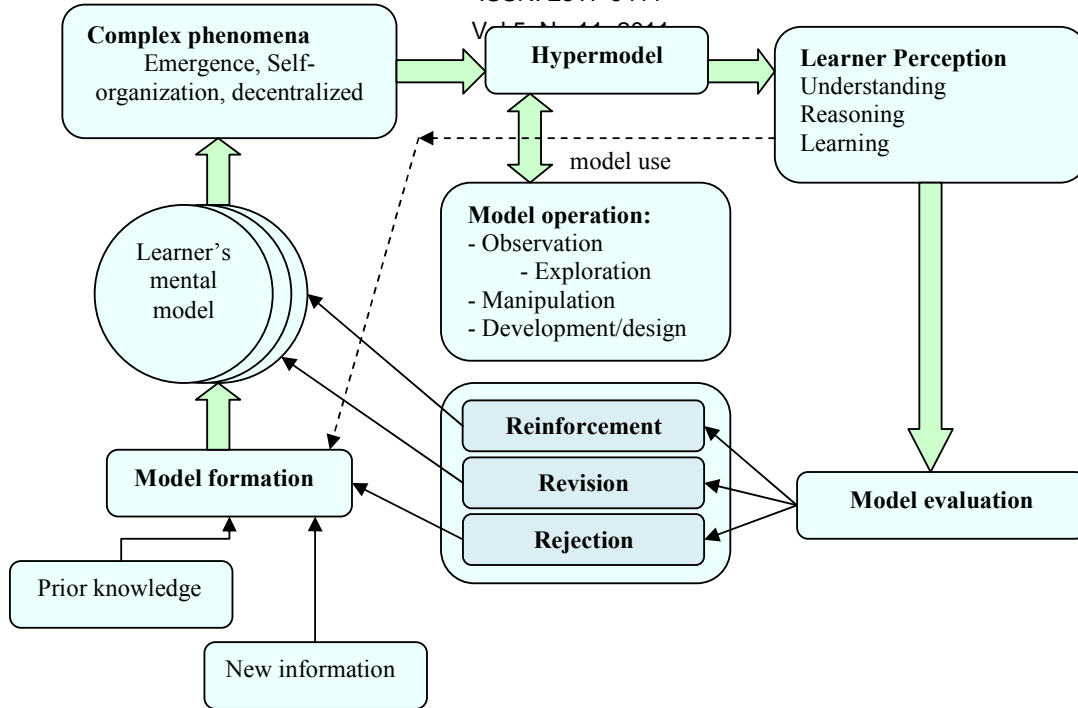 Complex phenomena
Emergence, Self-
organization, decentralized
Hypermodel
Learner Perception
Understanding
Reasoning
Learning
model use
Model operation:
- Observation
- Exploration
- Manipulation
- Development/design
Learner's
mental
model
Reinforcement
Revision
Rejection
Model formation
Model evaluation
Prior knowledge
New information